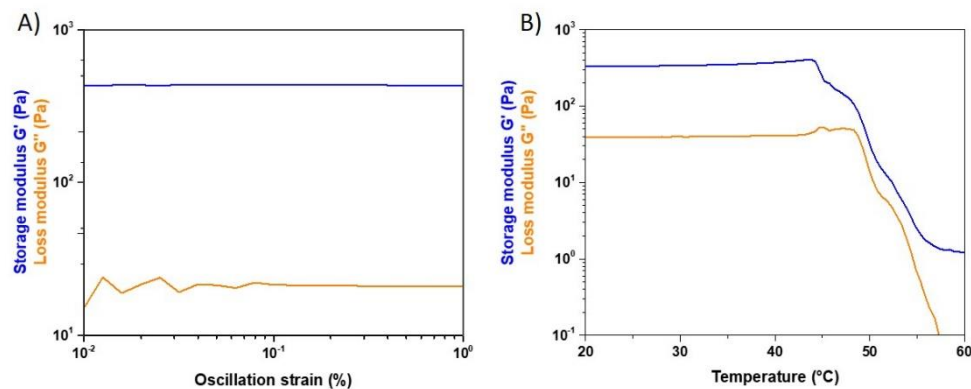 A)
Storage modulus G' (Pa)
Loss modulus G'' (Pa)
10³
10²
10¹
10⁻²
10⁻¹
10⁰
Oscillation strain (%)
B)
Storage modulus G' (Pa)
Loss modulus G'' (Pa)
10³
10²
10¹
10⁰
10⁻¹
20
30
40
50
60
Temperature (°C)